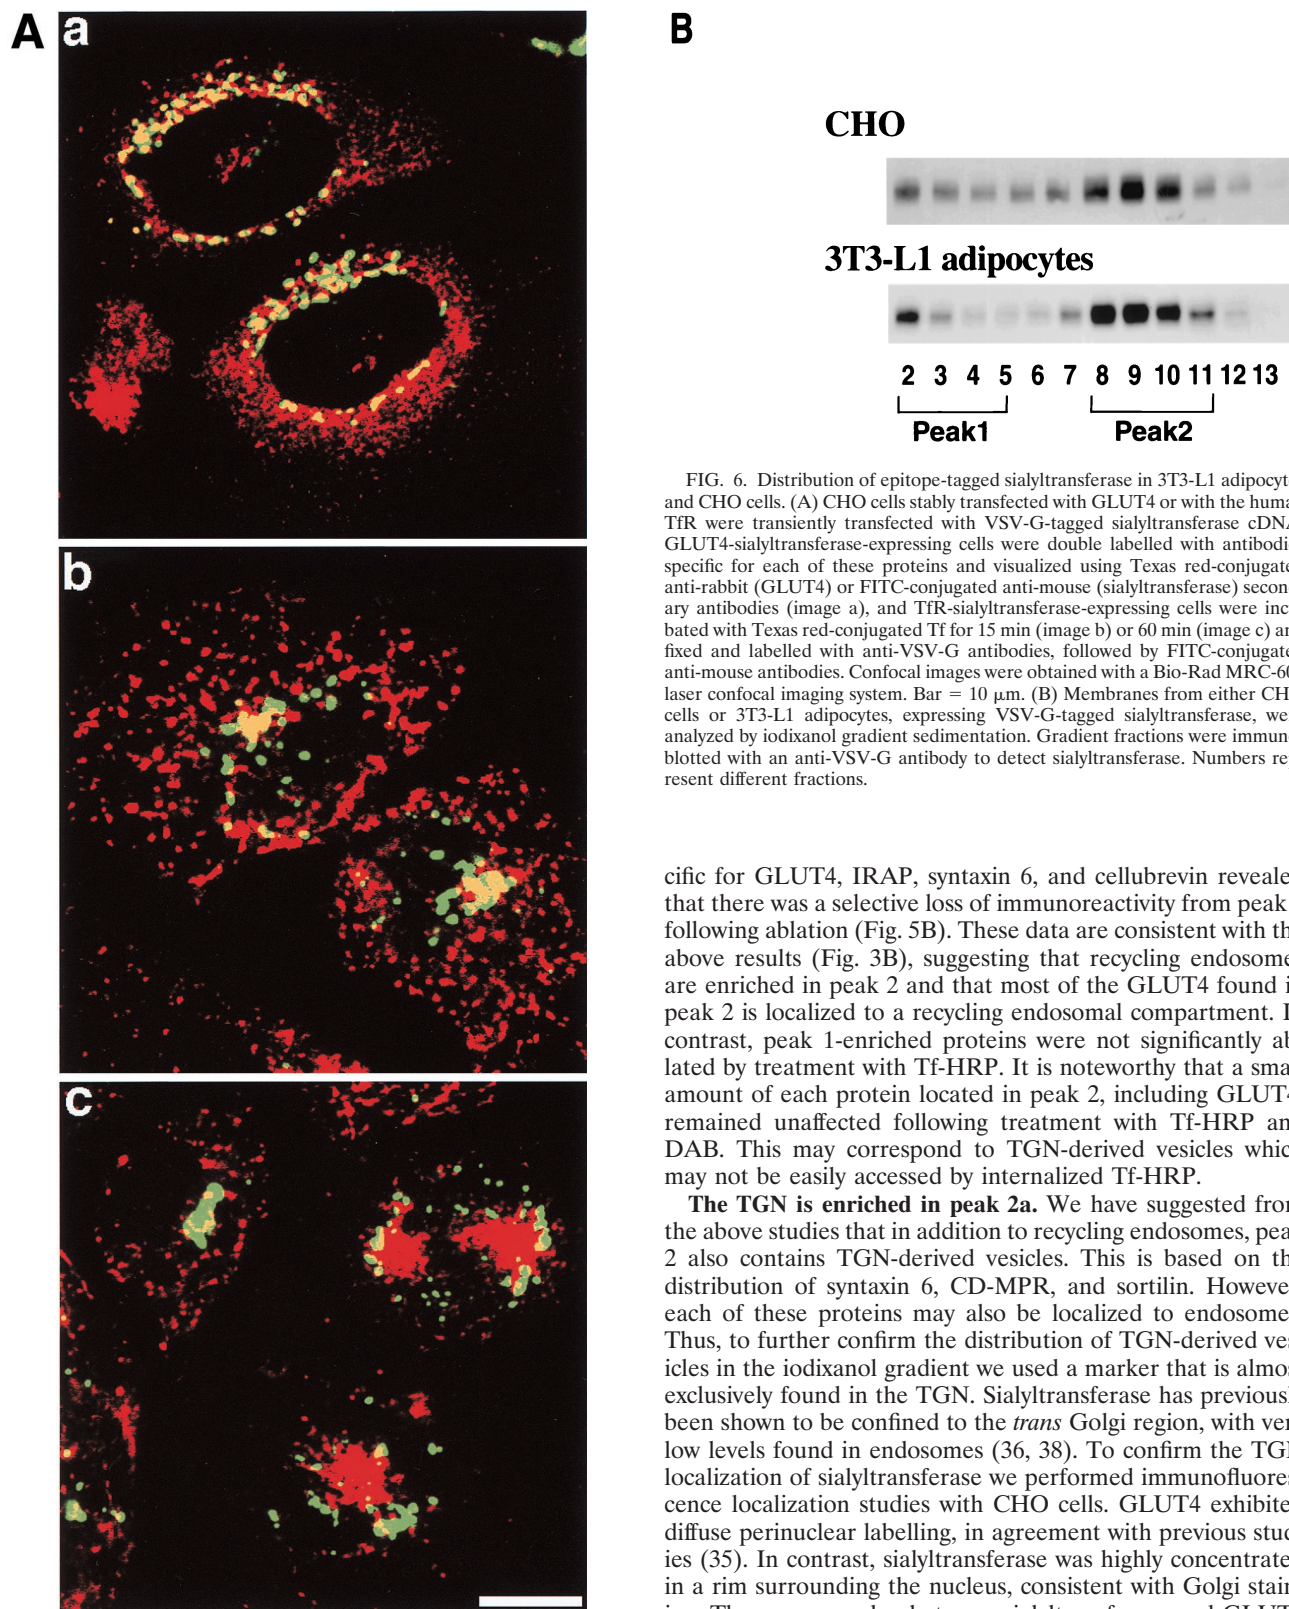 A
a
b
c
B
CHO
3T3-L1 adipocytes
2 3 4 5 6 7 8 9 10 11 12 13
Peak1 Peak2
FIG. 6. Distribution of epitope-tagged sialyltransferase in 3T3-L1 adipocyt
and CHO cells. (A) CHO cells stably transfected with GLUT4 or with the huma
TfR were transiently transfected with VSV-G-tagged sialyltransferase cDNA
GLUT4-sialyltransferase-expressing cells were double labelled with antibodi
specific for each of these proteins and visualized using Texas red-conjugate
anti-rabbit (GLUT4) or FITC-conjugated anti-mouse (sialyltransferase) secon-
ary antibodies (image a), and TfR-sialyltransferase-expressing cells were inc
bated with Texas red-conjugated Tf for 15 min (image b) or 60 min (image c) an
fixed and labelled with anti-VSV-G antibodies, followed by FITC-conjugate
anti-mouse antibodies. Confocal images were obtained with a Bio-Rad MRC-60
laser confocal imaging system. Bar = 10 μm. (B) Membranes from either CH
cells or 3T3-L1 adipocytes, expressing VSV-G-tagged sialyltransferase, we
analyzed by iodixanol gradient sedimentation. Gradient fractions were immun
blotted with an anti-VSV-G antibody to detect sialyltransferase. Numbers rep
resent different fractions.
cific for GLUT4, IRAP, syntaxin 6, and cellubrevin reveale
that there was a selective loss of immunoreactivity from peak
following ablation (Fig. 5B). These data are consistent with th
above results (Fig. 3B), suggesting that recycling endosome
are enriched in peak 2 and that most of the GLUT4 found i
peak 2 is localized to a recycling endosomal compartment. I
contrast, peak 1-enriched proteins were not significantly ab
lated by treatment with Tf-HRP. It is noteworthy that a sma
amount of each protein located in peak 2, including GLUT4
remained unaffected following treatment with Tf-HRP an
DAB. This may correspond to TGN-derived vesicles whic
may not be easily accessed by internalized Tf-HRP.
The TGN is enriched in peak 2a. We have suggested from
the above studies that in addition to recycling endosomes, pea
2 also contains TGN-derived vesicles. This is based on th
distribution of syntaxin 6, CD-MPR, and sortilin. Howeve
each of these proteins may also be localized to endosome
Thus, to further confirm the distribution of TGN-derived ves
icles in the iodixanol gradient we used a marker that is almos
exclusively found in the TGN. Sialyltransferase has previousl
been shown to be confined to the trans Golgi region, with ver
low levels found in endosomes (36, 38). To confirm the TG
localization of sialyltransferase we performed immunofluores
cence localization studies with CHO cells. GLUT4 exhibite
diffuse perinuclear labelling, in agreement with previous stud
ies (35). In contrast, sialyltransferase was highly concentrate
in a rim surrounding the nucleus, consistent with Golgi stain